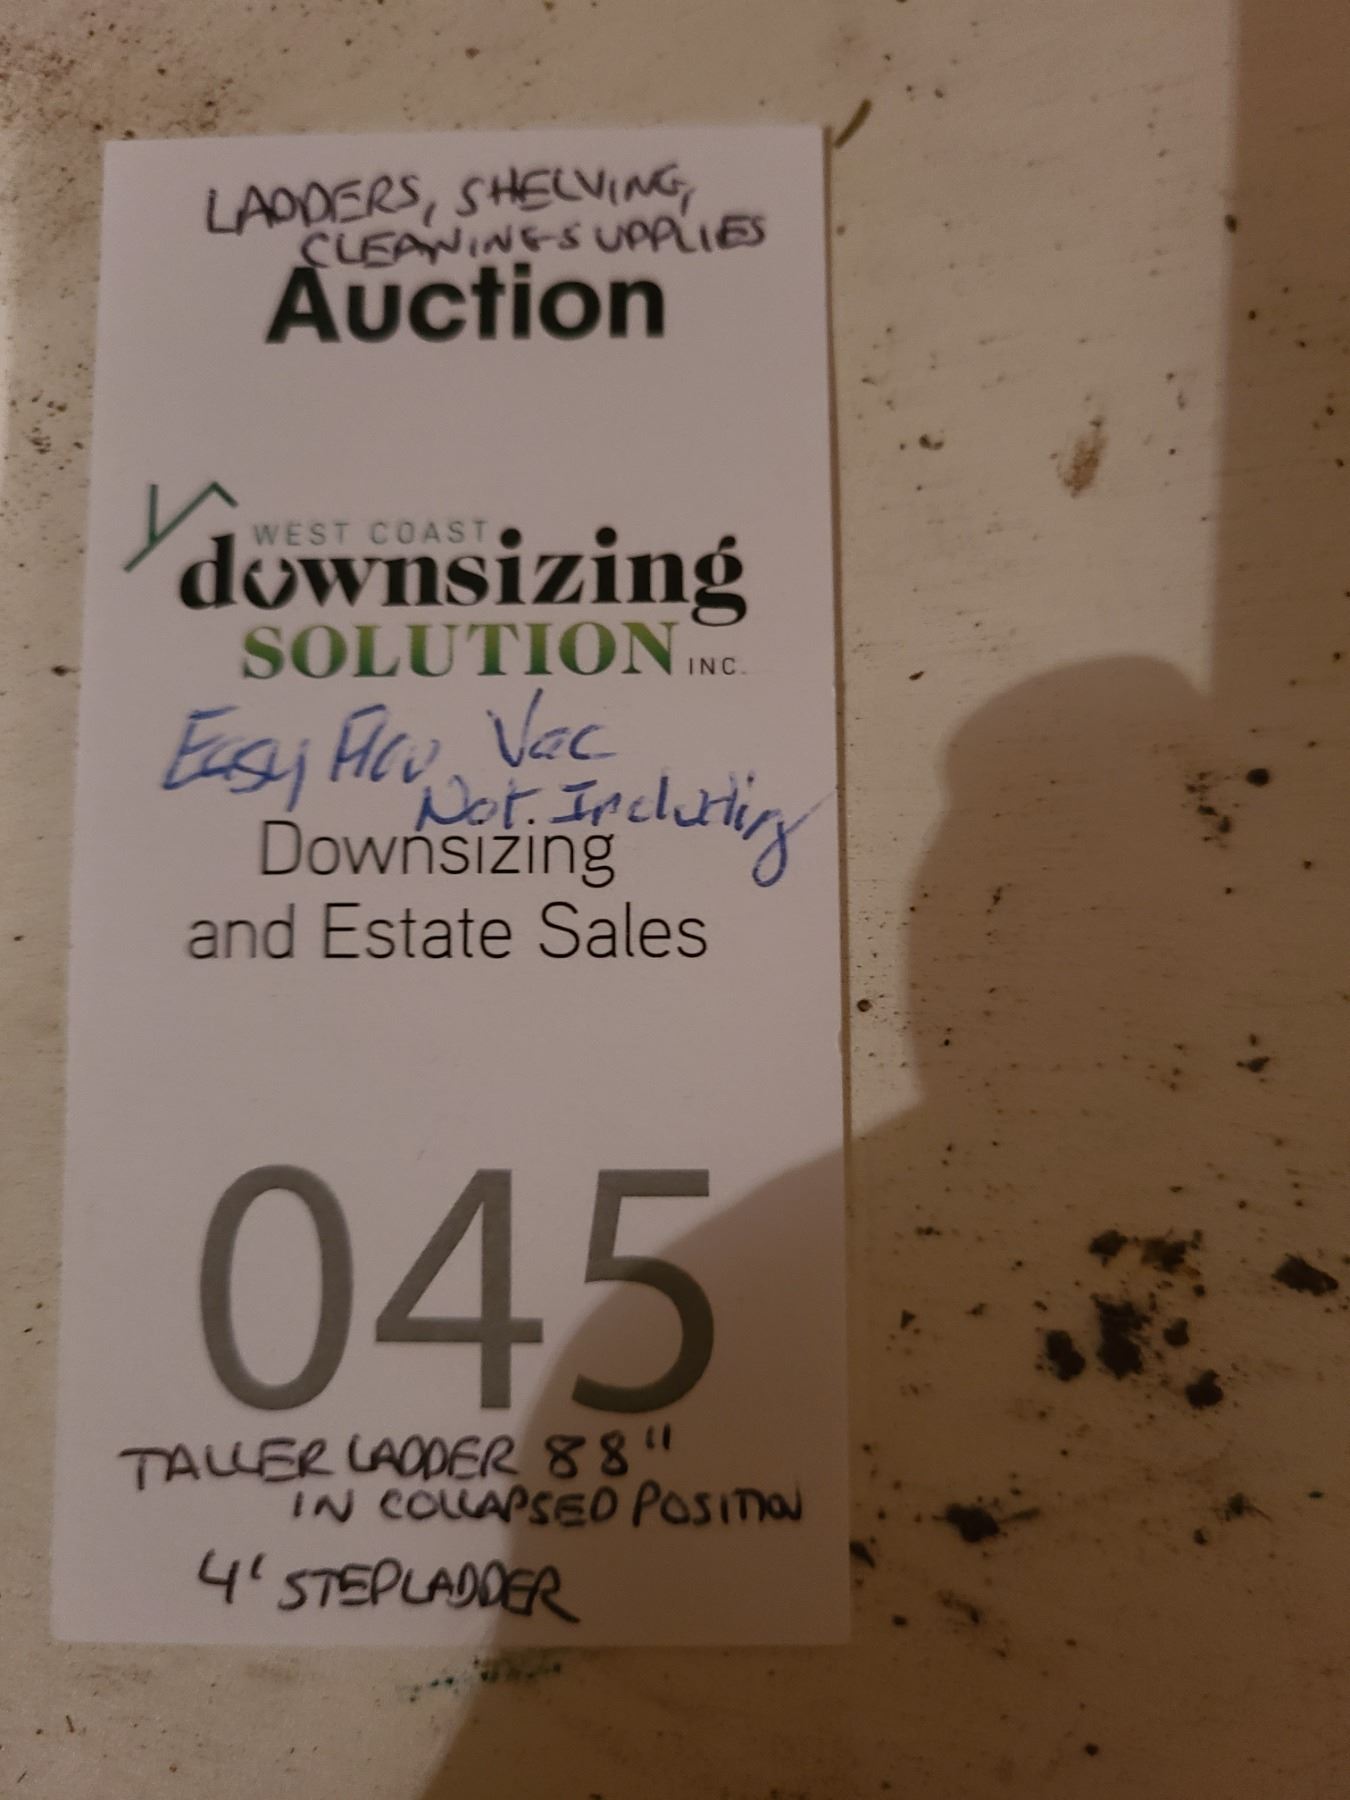 LADDERS, SHELVING,
CLEANING SUPPLIES
Auction
WEST COAST
downsizing
SOLUTION INC.
Easy Flow Vac
Not Including
Downsizing
and Estate Sales
045
TALLER LADDER 88"
IN COLLAPSED POSITION
4' STEPLADDER